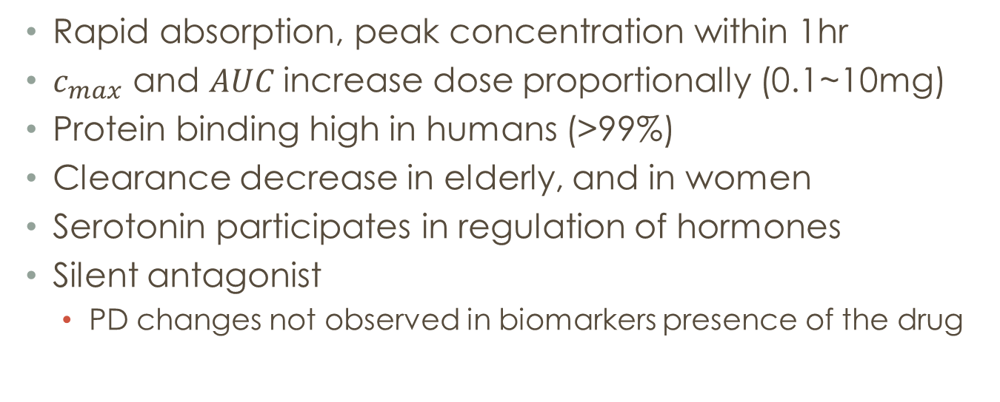 • Rapid absorption, peak concentration within 1hr
• c_max and AUC increase dose proportionally (0.1~10mg)
• Protein binding high in humans (>99%)
• Clearance decrease in elderly, and in women
• Serotonin participates in regulation of hormones
• Silent antagonist
• PD changes not observed in biomarkers presence of the drug